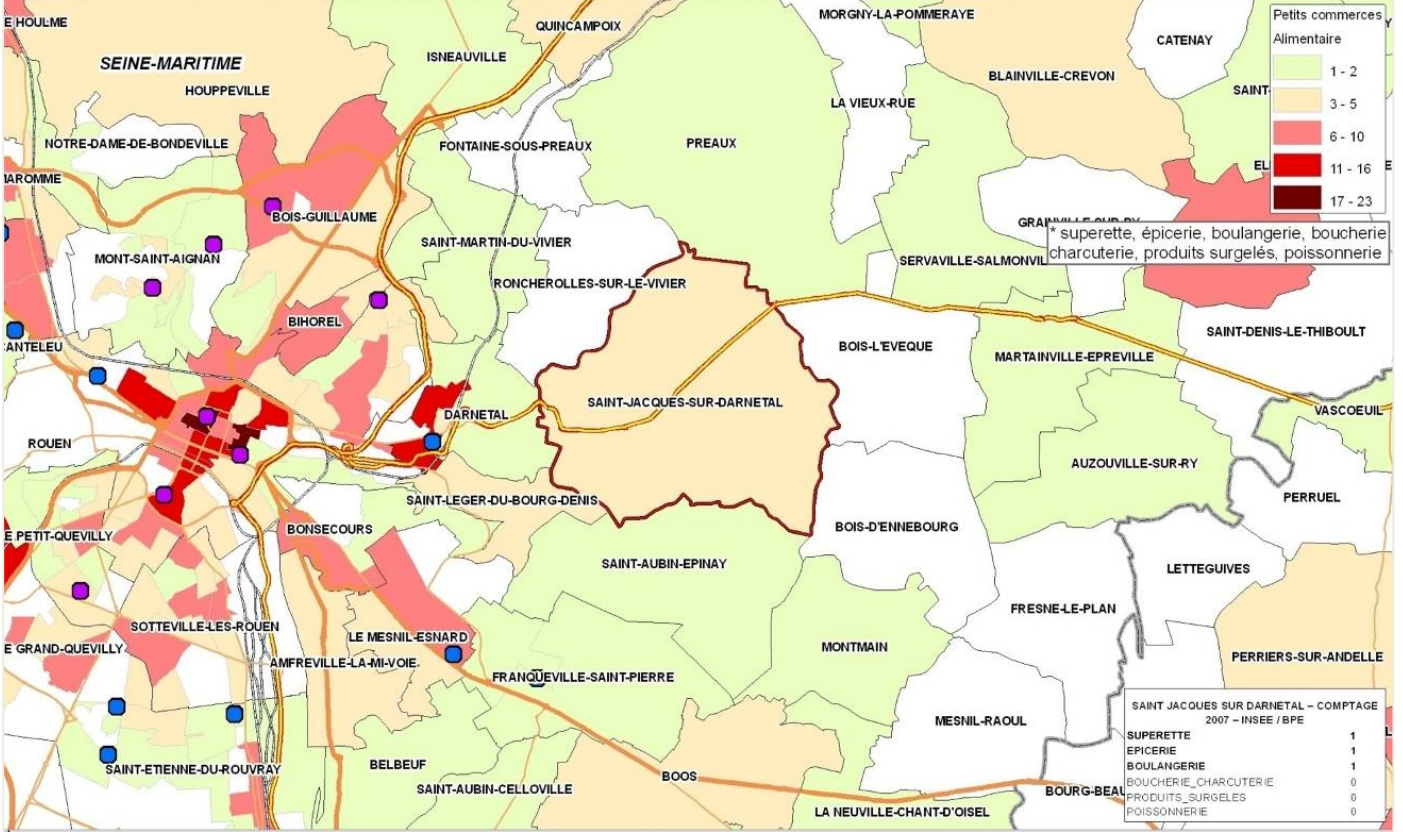 E HOULME
QUINCAMPOIX
MORGNY-LA-POMMERAYE
Petits commerces
Alimentaire
1 - 2
3 - 5
6 - 10
11 - 16
17 - 23
CATENAY
ISNEAUVILLE
SEINE-MARITIME
HOUPPEVILLE
BLAINVILLE-CREVON
SAINT-
LA VIEUX-RUE
NOTRE-DAME-DE-BONDEVILLE
FONTAINE-SOUS-PREAUX
PREAUX
MAROMME
BOIS-GUILLAUME
GRAINVILLE-SUR-RY
* superette, épicerie, boulangerie, boucherie
charcuterie, produits surgelés, poissonnerie
SAINT-MARTIN-DU-VIVIER
MONT-SAINT-AIGNAN
SERVAVILLE-SALMONVIL
RONCHEROLLES-SUR-LE-VIVIER
BIHOREL
SAINT-DENIS-LE-THIBOULT
CANTELEU
BOIS-L'EVEQUE
MARTAINVILLE-EPREVILLE
SAINT-JACQUES-SUR-DARNETAL
DARNETAL
VASCOEUIL
ROUEN
AUZOUVILLE-SUR-RY
PERRUEL
SAINT-LEGER-DU-BOURG-DENIS
BONSECOURS
BOIS-D'ENNEBOURG
E PETIT-QUEVILLY
SAINT-AUBIN-EPINAY
LETTEGUIVES
FRESNE-LE-PLAN
SOTTEVILLE-LES-ROUEN
LE MESNIL-ESNARD
E GRAND-QUEVILLY
MONTMAIN
PERRIERS-SUR-ANDELLE
AMFREVILLE-LA-MI-VOIE
FRANQUEVILLE-SAINT-PIERRE
MESNIL-RAOUL
SAINT JACQUES SUR DARNETAL – COMPTAGE
2007 – INSEE / BPE
SUPERETTE 1
EPICERIE 1
BOULANGERIE 1
BOUCHERIE_CHARCUTERIE 0
PRODUITS_SURGELES 0
POISSONNERIE 0
BELBEUF
SAINT-ETIENNE-DU-ROUVRAY
BOOS
SAINT-AUBIN-CELLOVILLE
BOURG-BEAU
LA NEUVILLE-CHANT-D'OISEL